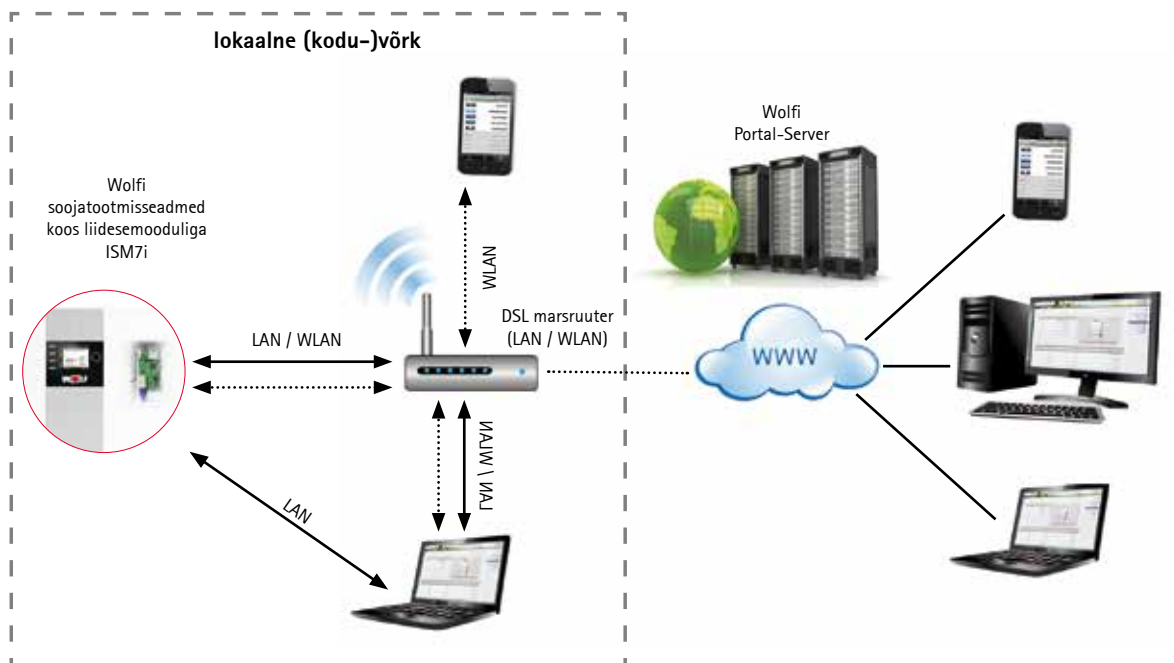 lokaalne (kodu-)võrk
Wolfi
soojatootmisseadmed
koos liidesemooduliga
ISM7i
LAN / WLAN
WLAN
DSL marsruuter
(LAN / WLAN)
LAN / WLAN
LAN
Wolfi
Portal-Server
WWW